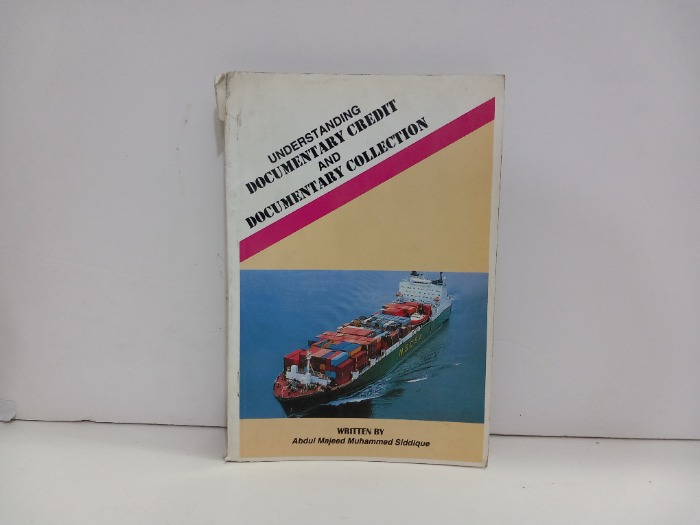 UNDERSTANDING
DOCUMENTARY CREDIT
AND
DOCUMENTARY COLLECTION
WRITTEN BY
Abdul Majeed Muhammed Siddique